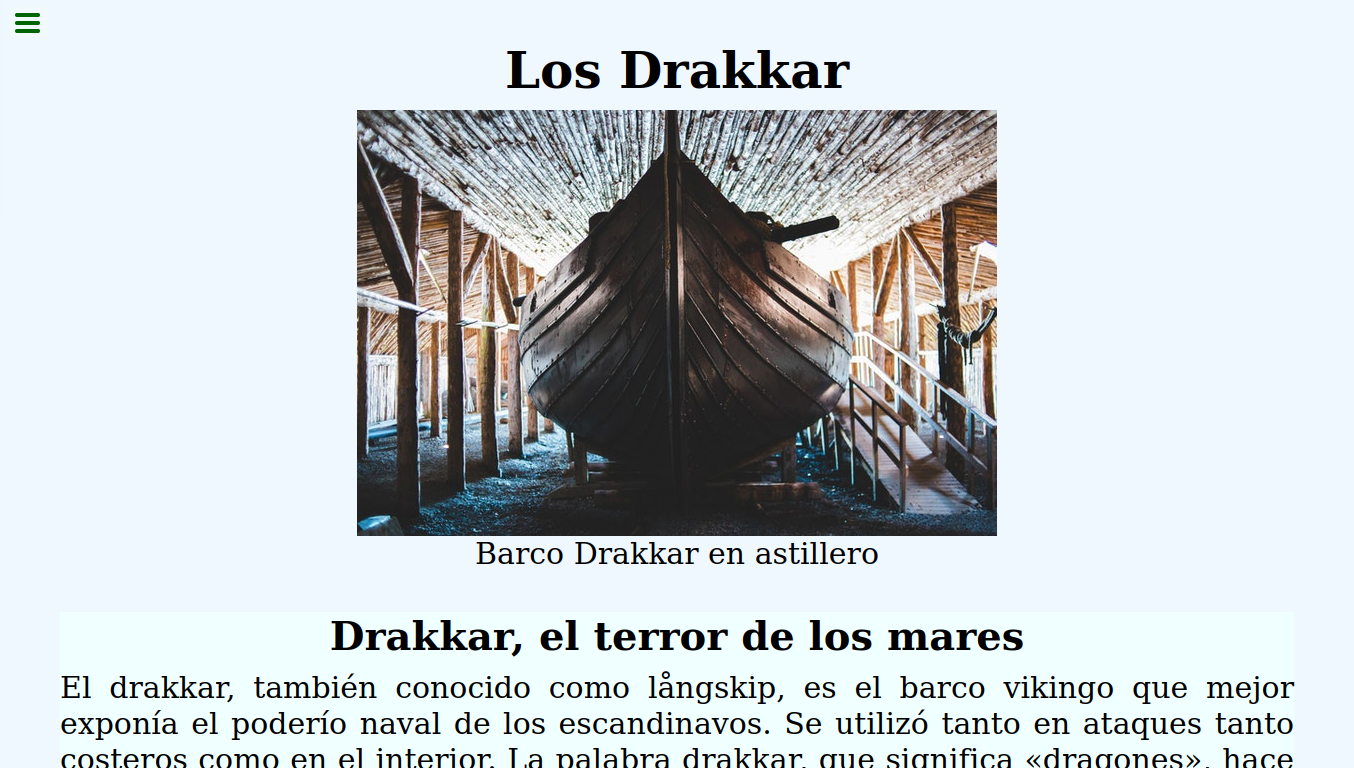 Los Drakkar
Barco Drakkar en astillero
Drakkar, el terror de los mares
El drakkar, también conocido como långskip, es el barco vikingo que mejor
exponía el poderío naval de los escandinavos. Se utilizó tanto en ataques tanto
costeros como en el interior. La palabra drakkar, que significa «dragones», hace